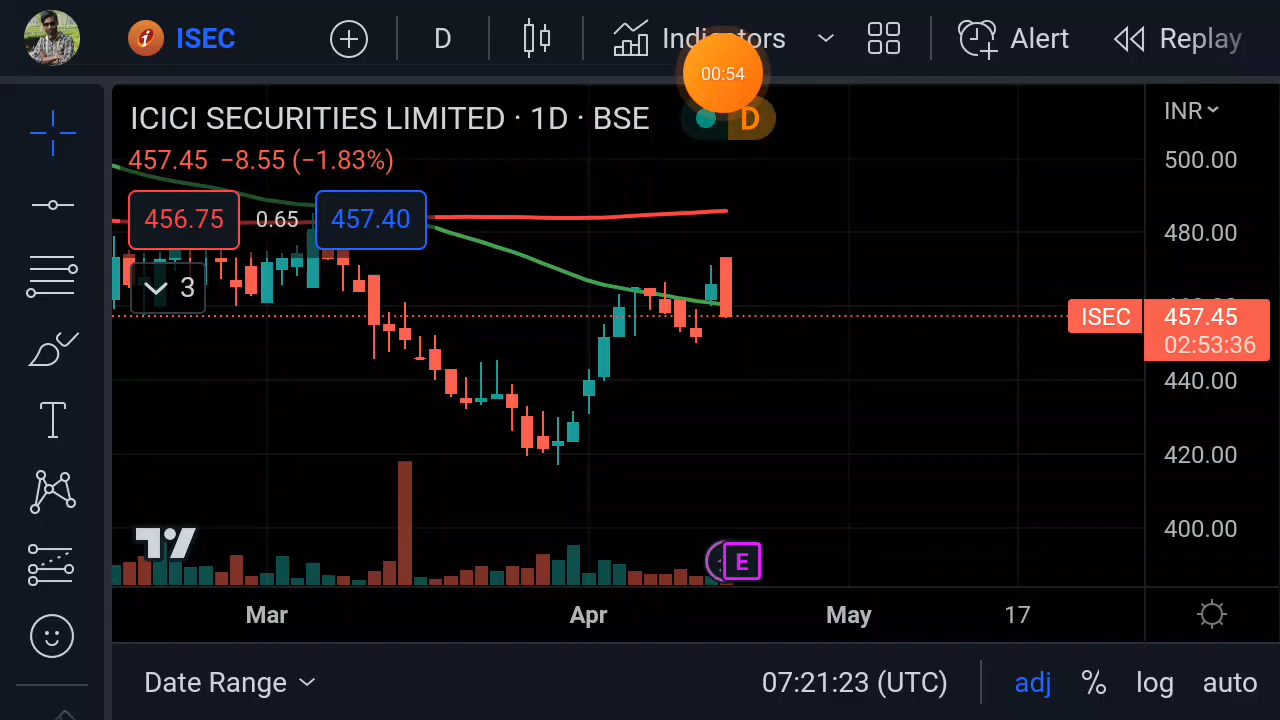 ISEC
D
Indicators
Alert
Replay
00:54
ICICI SECURITIES LIMITED · 1D · BSE
D
INR
457.45 −8.55 (−1.83%)
500.00
456.75
0.65
457.40
480.00
3
ISEC
457.45
02:53:36
440.00
420.00
400.00
E
Mar
Apr
May
17
Date Range
07:21:23 (UTC)
adj
%
log
auto